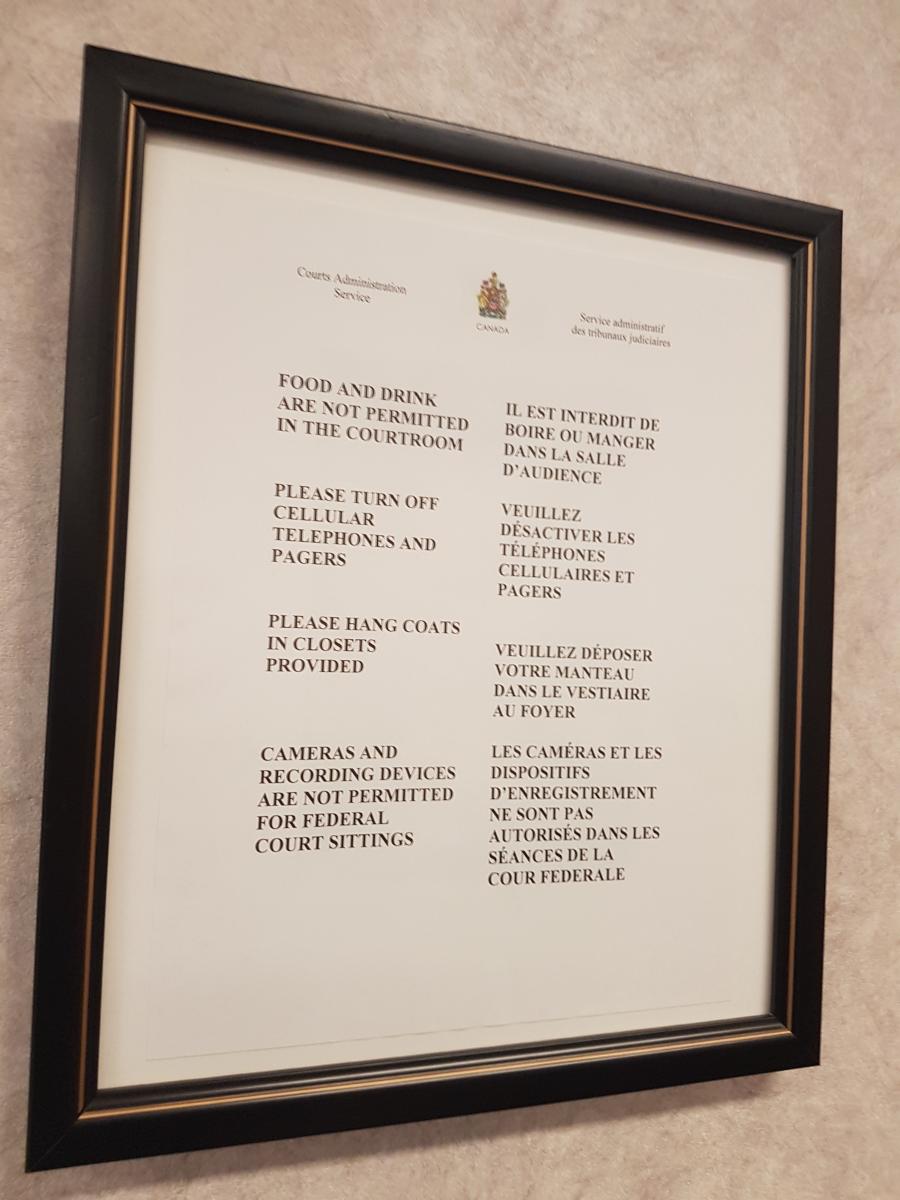 Courts Administration
Service
CANADA
Service administratif
des tribunaux judiciaires
FOOD AND DRINK
ARE NOT PERMITTED
IN THE COURTROOM
PLEASE TURN OFF
CELLULAR
TELEPHONES AND
PAGERS
PLEASE HANG COATS
IN CLOSETS
PROVIDED
CAMERAS AND
RECORDING DEVICES
ARE NOT PERMITTED
FOR FEDERAL
COURT SITTINGS
IL EST INTERDIT DE
BOIRE OU MANGER
DANS LA SALLE
D'AUDIENCE
VEUILLEZ
DÉSACTIVER LES
TÉLÉPHONES
CELLULAIRES ET
PAGERS
VEUILLEZ DÉPOSER
VOTRE MANTEAU
DANS LE VESTIAIRE
AU FOYER
LES CAMÉRAS ET LES
DISPOSITIFS
D'ENREGISTREMENT
NE SONT PAS
AUTORISÉS DANS LES
SÉANCES DE LA
COUR FEDERALE